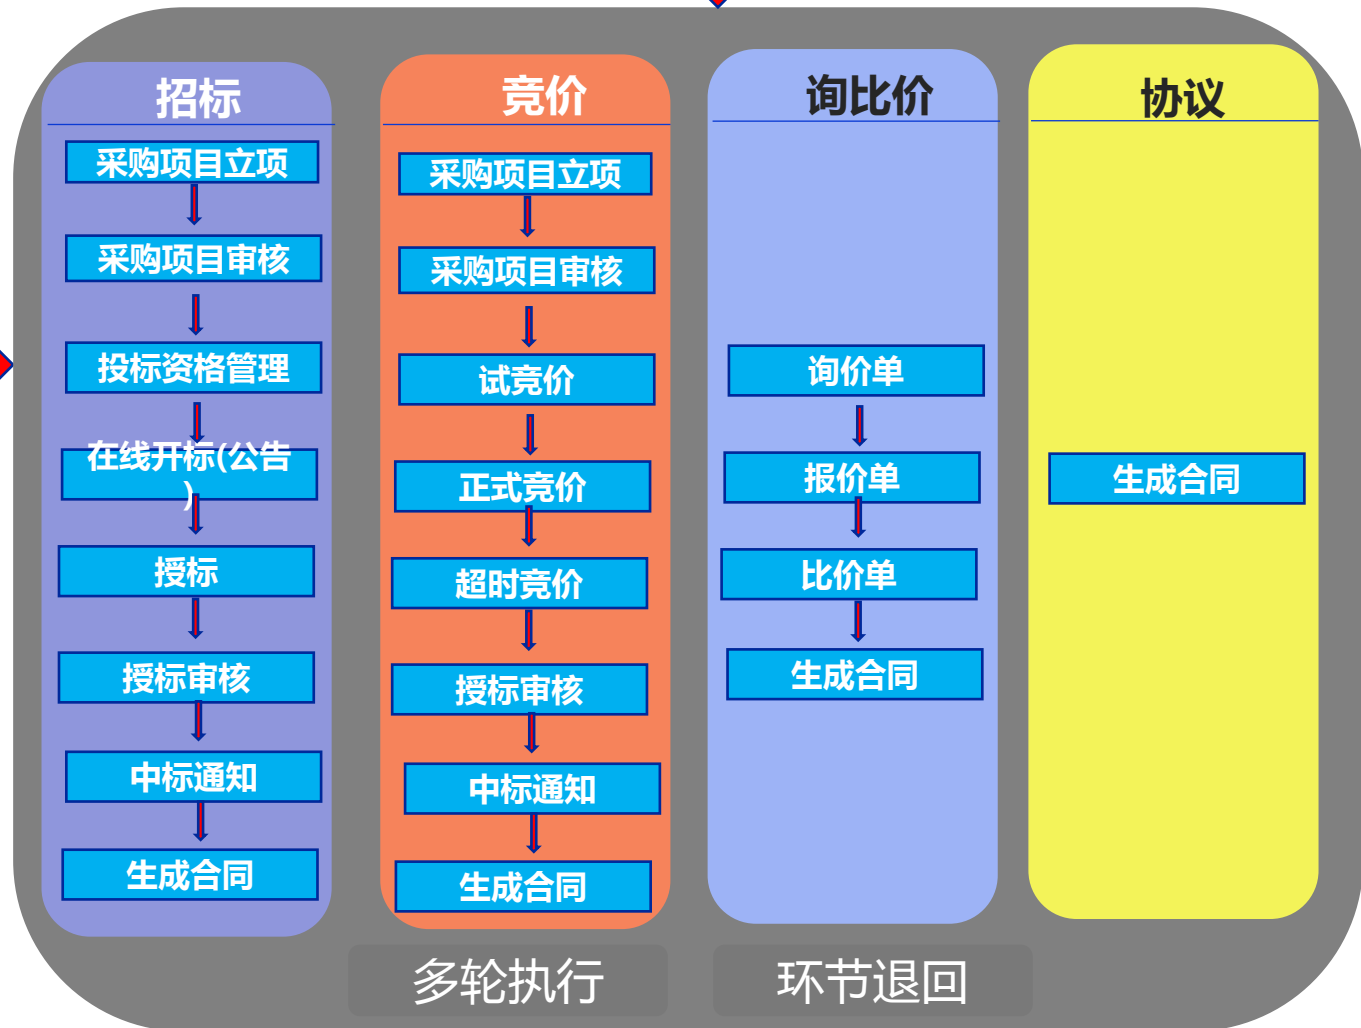 招标
采购项目立项
采购项目审核
投标资格管理
在线开标(公告
)
授标
授标审核
中标通知
生成合同
竞价
采购项目立项
采购项目审核
试竞价
正式竞价
超时竞价
授标审核
中标通知
生成合同
询比价
询价单
报价单
比价单
生成合同
协议
生成合同
多轮执行
环节退回